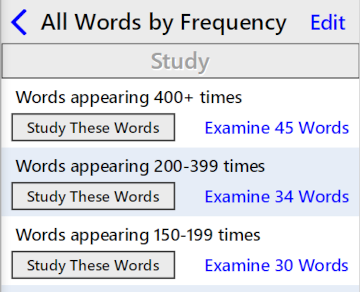 All Words by Frequency Edit
Study
Words appearing 400+ times
Study These Words Examine 45 Words
Words appearing 200-399 times
Study These Words Examine 34 Words
Words appearing 150-199 times
Study These Words Examine 30 Words